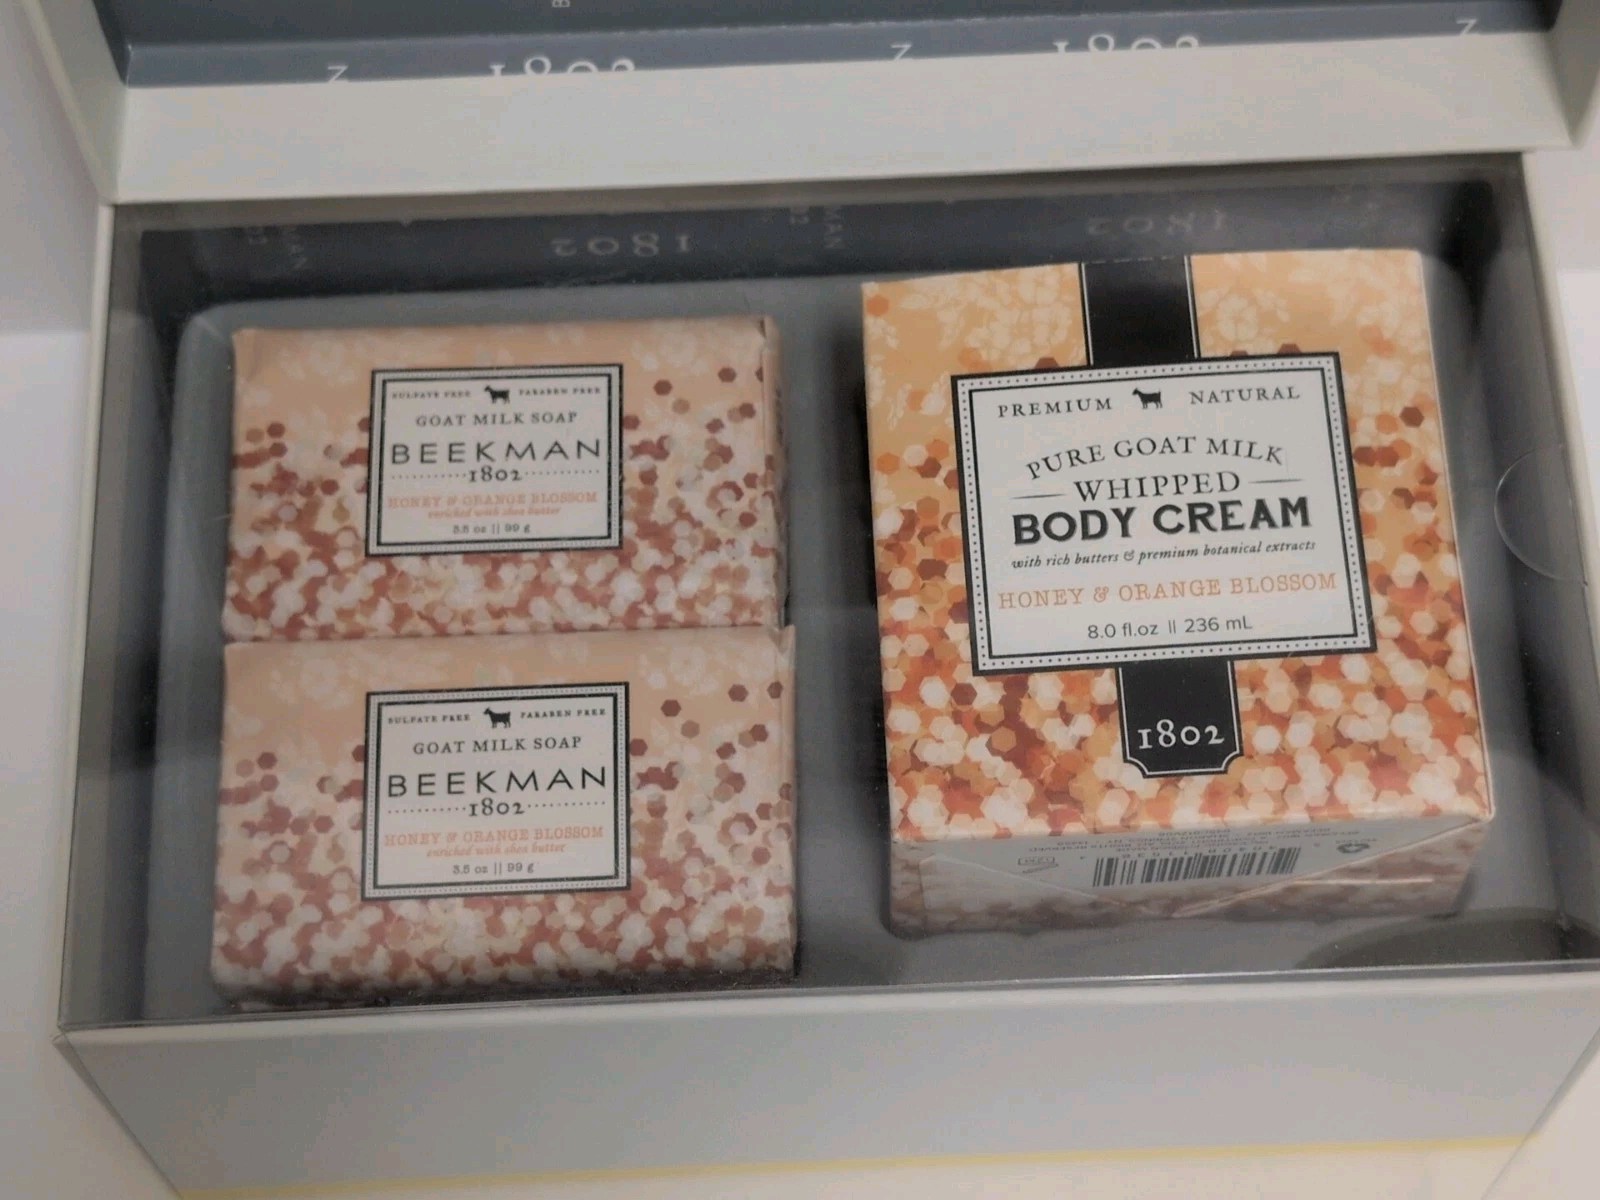 1802
1802
1802
1802
SULFATE FREE PARABEN FREE
GOAT MILK SOAP
BEEKMAN
1802
HONEY & ORANGE BLOSSOM
enriched with shea butter
3.5 oz || 99 g
SULFATE FREE PARABEN FREE
GOAT MILK SOAP
BEEKMAN
1802
HONEY & ORANGE BLOSSOM
enriched with shea butter
3.5 oz || 99 g
PREMIUM NATURAL
PURE GOAT MILK
WHIPPED
BODY CREAM
with rich butters & premium botanical extracts
HONEY & ORANGE BLOSSOM
8.0 fl.oz || 236 mL
1802